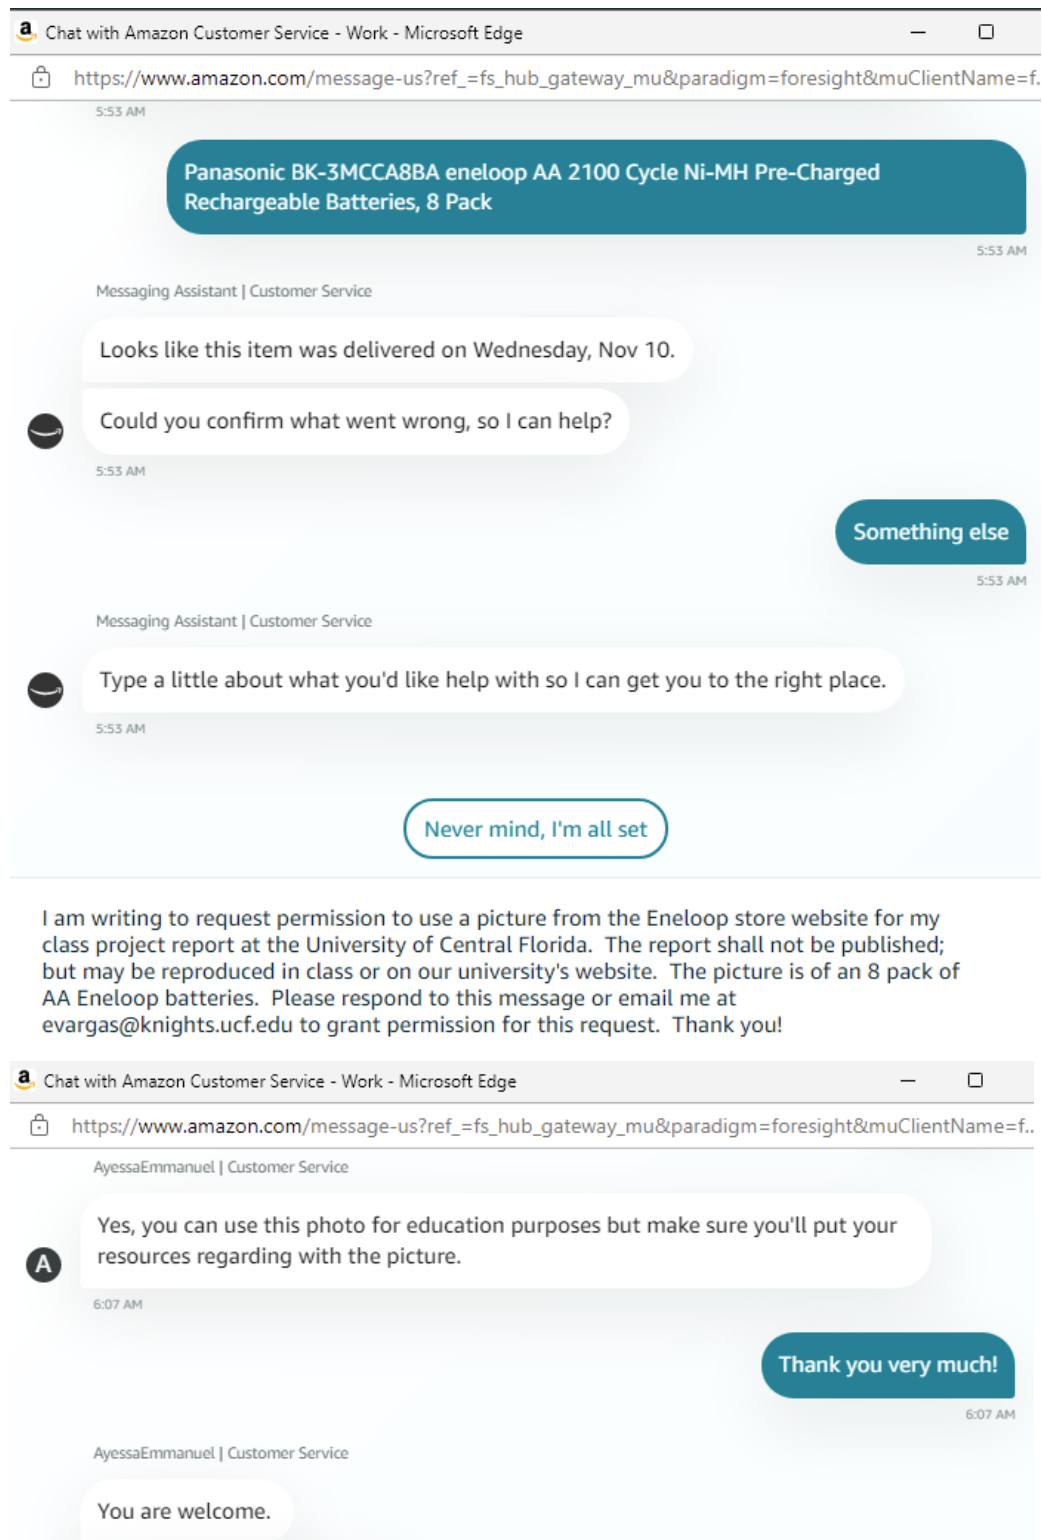 Chat with Amazon Customer Service - Work - Microsoft Edge
https://www.amazon.com/message-us?ref_=fs_hub_gateway_mu&paradigm=foresight&muClientName=f..
5:53 AM
Panasonic BK-3MCCA8BA eneloop AA 2100 Cycle Ni-MH Pre-Charged
Rechargeable Batteries, 8 Pack
5:53 AM
Messaging Assistant | Customer Service
Looks like this item was delivered on Wednesday, Nov 10.
Could you confirm what went wrong, so I can help?
5:53 AM
Something else
5:53 AM
Messaging Assistant | Customer Service
Type a little about what you'd like help with so I can get you to the right place.
5:53 AM
Never mind, I'm all set
I am writing to request permission to use a picture from the Eneloop store website for my
class project report at the University of Central Florida.  The report shall not be published;
but may be reproduced in class or on our university's website.  The picture is of an 8 pack of
AA Eneloop batteries.  Please respond to this message or email me at
evargas@knights.ucf.edu to grant permission for this request.  Thank you!
Chat with Amazon Customer Service - Work - Microsoft Edge
https://www.amazon.com/message-us?ref_=fs_hub_gateway_mu&paradigm=foresight&muClientName=f..
AyessaEmmanuel | Customer Service
Yes, you can use this photo for education purposes but make sure you'll put your
resources regarding with the picture.
A
6:07 AM
Thank you very much!
6:07 AM
AyessaEmmanuel | Customer Service
You are welcome.